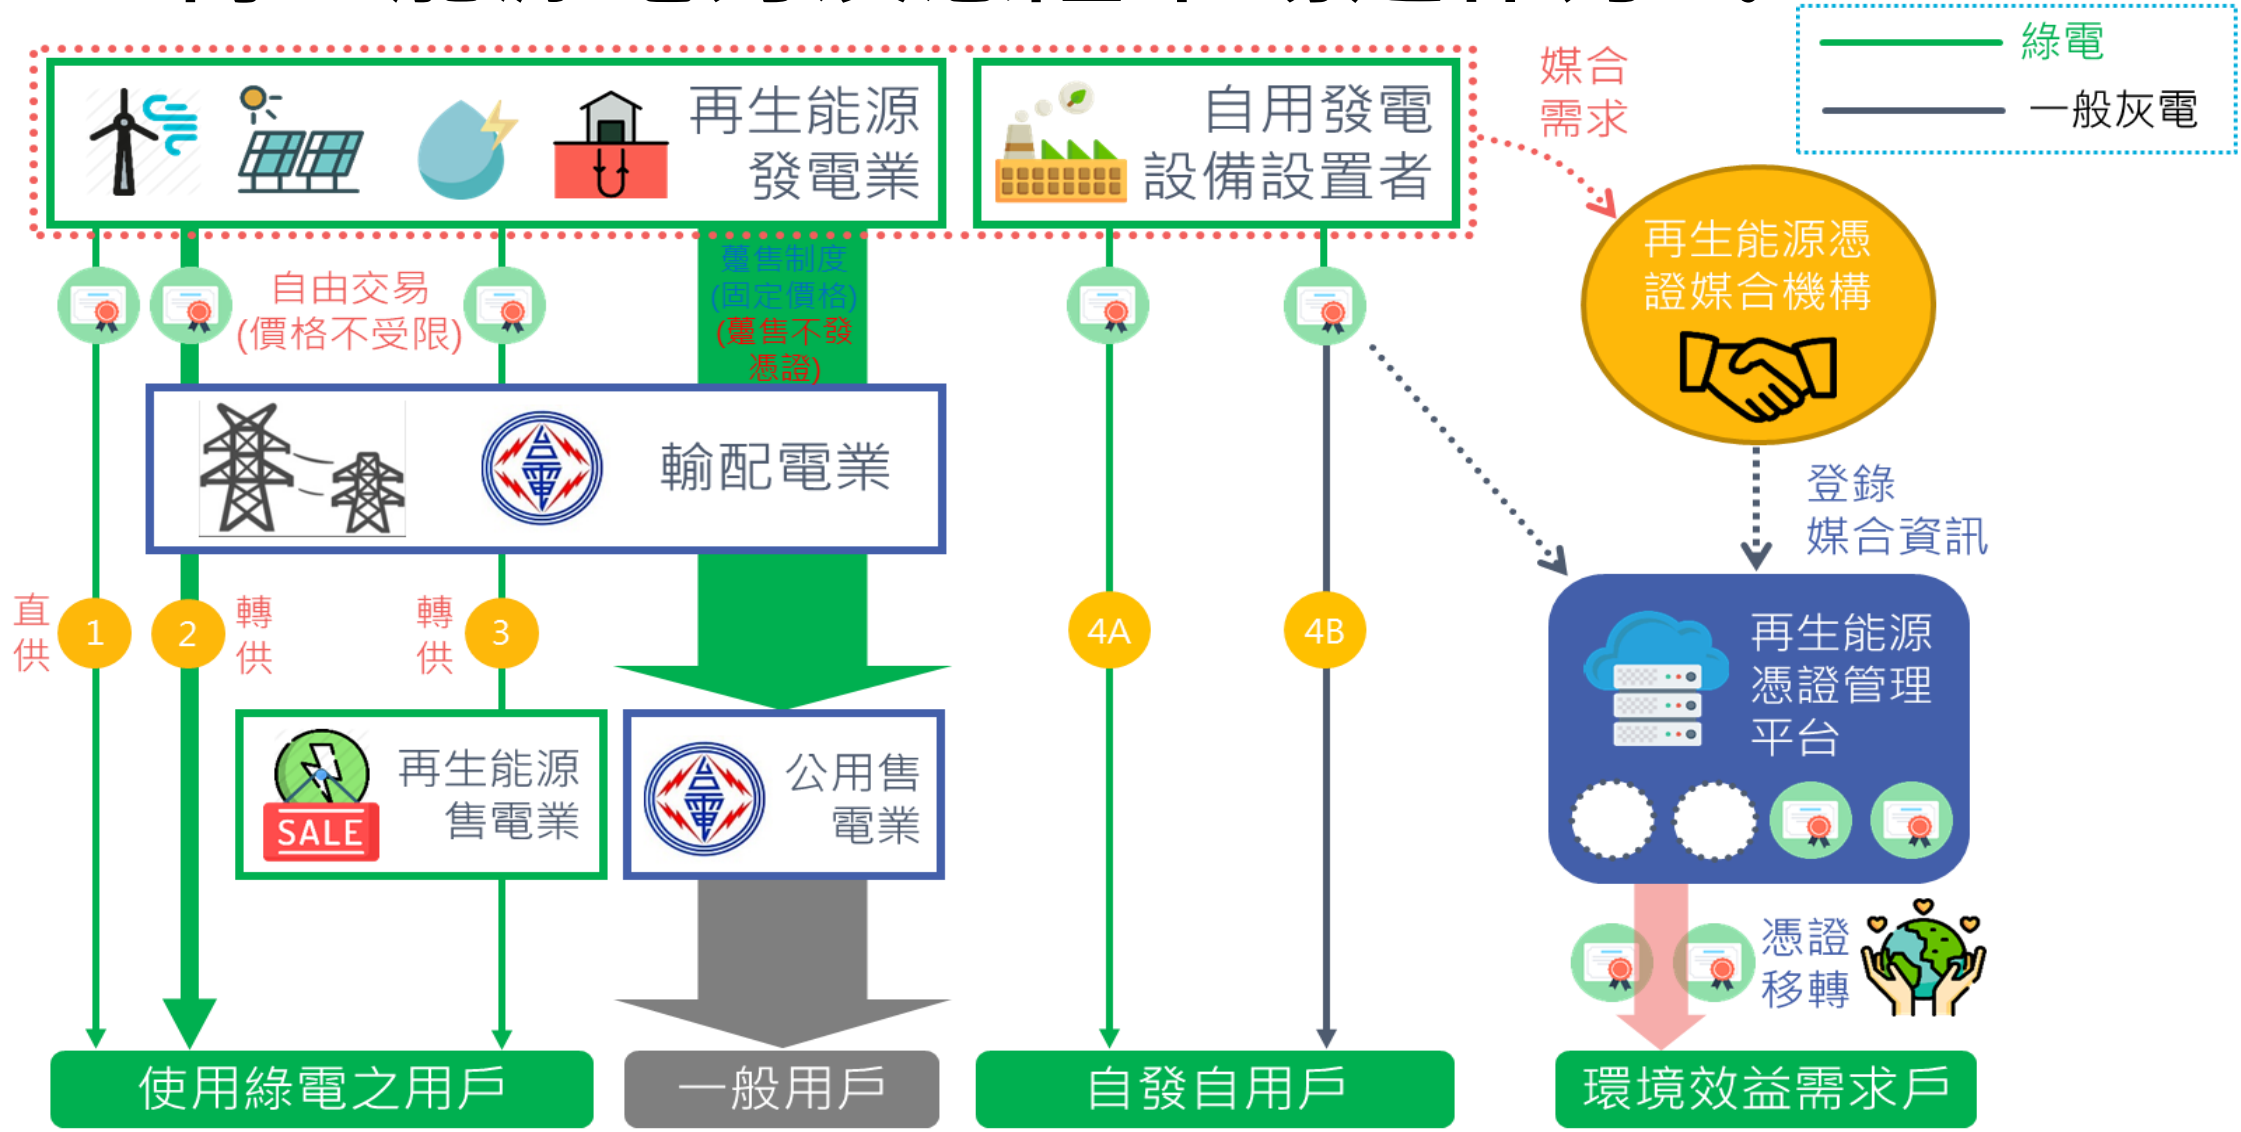 綠電
一般灰電
再生能源
發電業
自用發電
設備設置者
媒合
需求
再生能源憑
證媒合機構
自由交易
(價格不受限)
躉售制度
(固定價格)
(躉售不發
憑證)
台電
輸配電業
登錄
媒合資訊
直供
1
2
轉供
轉供
3
4A
4B
再生能源
憑證管理
平台
SALE
再生能源
售電業
台電
公用售
電業
憑證
移轉
使用綠電之用戶
一般用戶
自發自用戶
環境效益需求戶